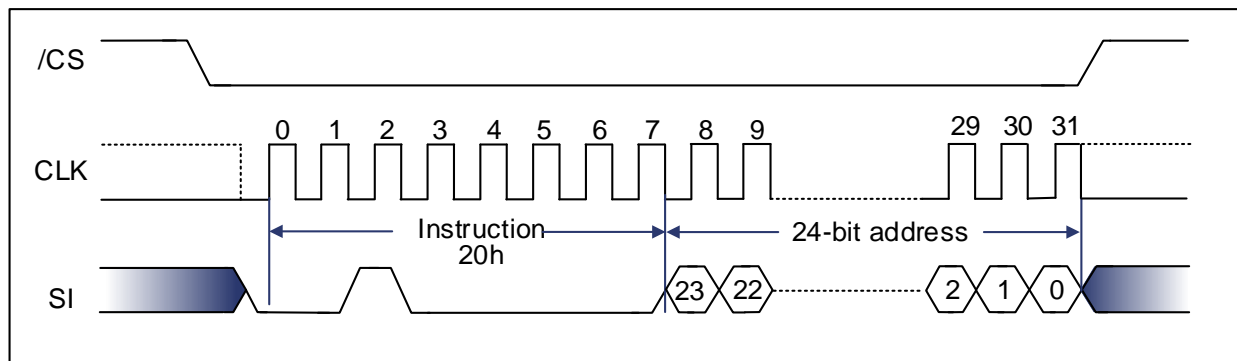 /CS
0 1 2 3 4 5 6 7 8 9 29 30 31
CLK
Instruction 24-bit address
20h
SI 23 22 2 1 0